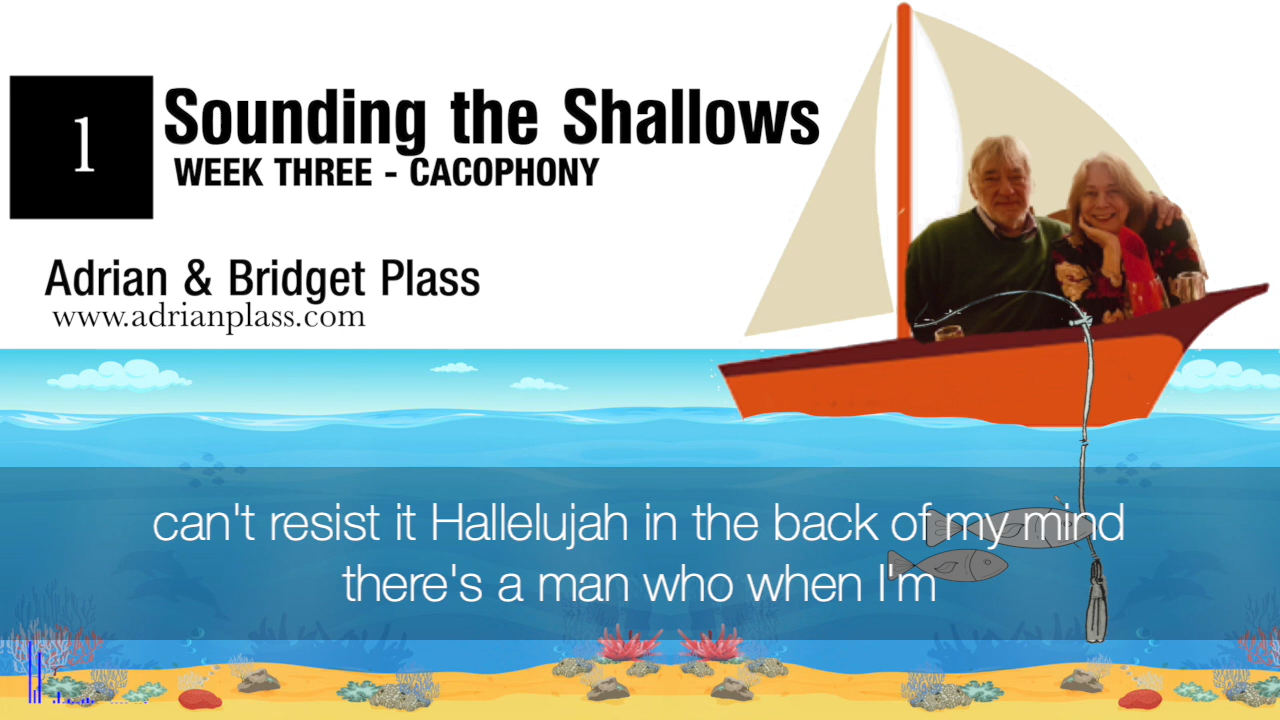 1
Sounding the Shallows
WEEK THREE - CACOPHONY
Adrian & Bridget Plass
www.adrianplass.com
can't resist it Hallelujah in the back of my mind
there's a man who when I'm